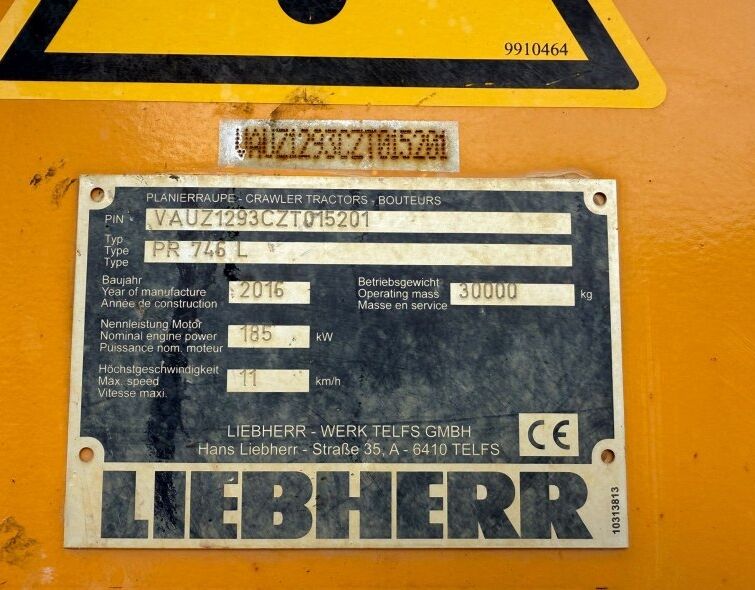 9910464
VAUZ1293CZT015201
PLANIERRAUPE - CRAWLER TRACTORS - BOUTEURS
PIN VAUZ1293CZT015201
Typ
Type PR 746 L
Type
Baujahr
Year of manufacture 2016
Année de construction
Betriebsgewicht
Operating mass 30000 kg
Masse en service
Nennleistung Motor
Nominal engine power 185 kW
Puissance nom. moteur
Höchstgeschwindigkeit
Max. speed 11 km/h
Vitesse maxi.
LIEBHERR - WERK TELFS GMBH
Hans Liebherr - Straße 35, A - 6410 TELFS
CE
LIEBHERR
10313813